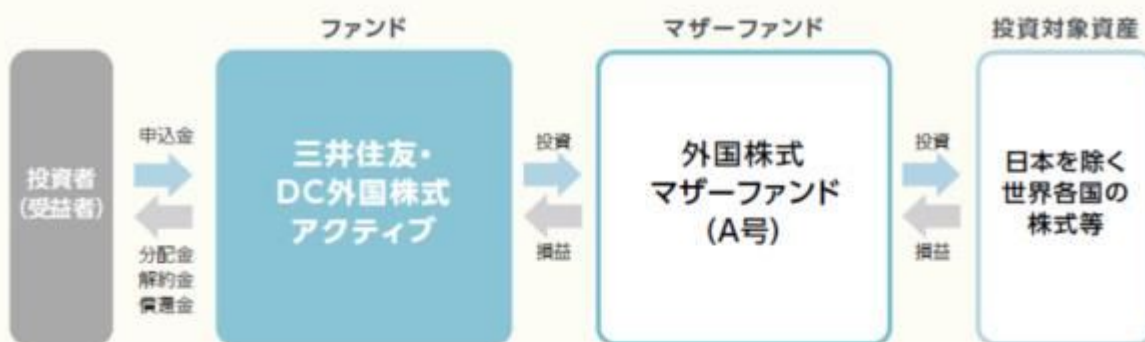 ファンド
マザーファンド
投資対象資産
投資者
(受益者)
申込金
分配金
解約金
償還金
三井住友・
DC外国株式
アクティブ
投資
損益
外国株式
マザーファンド
(A号)
投資
損益
日本を除く
世界各国の
株式等